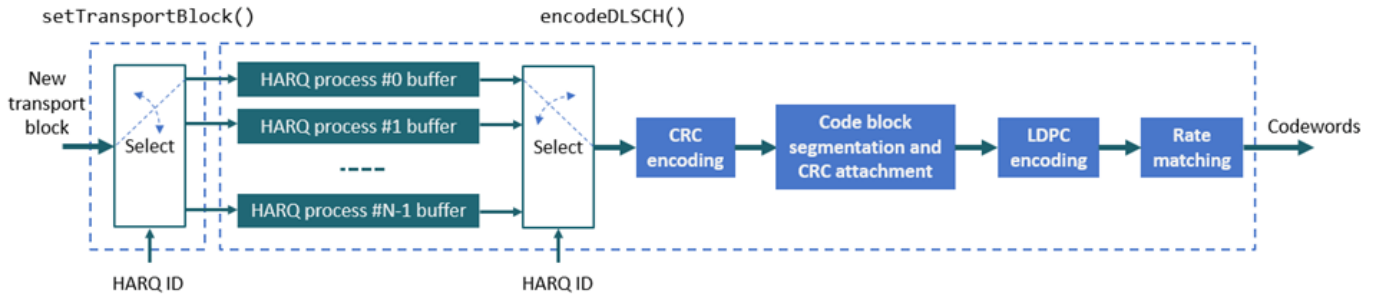 setTransportBlock()
encodeDLSCH()
New
transport
block
Select
HARQ process #0 buffer
HARQ process #1 buffer
HARQ process #N-1 buffer
Select
CRC
encoding
Code block
segmentation and
CRC attachment
LDPC
encoding
Rate
matching
Codewords
HARQ ID
HARQ ID